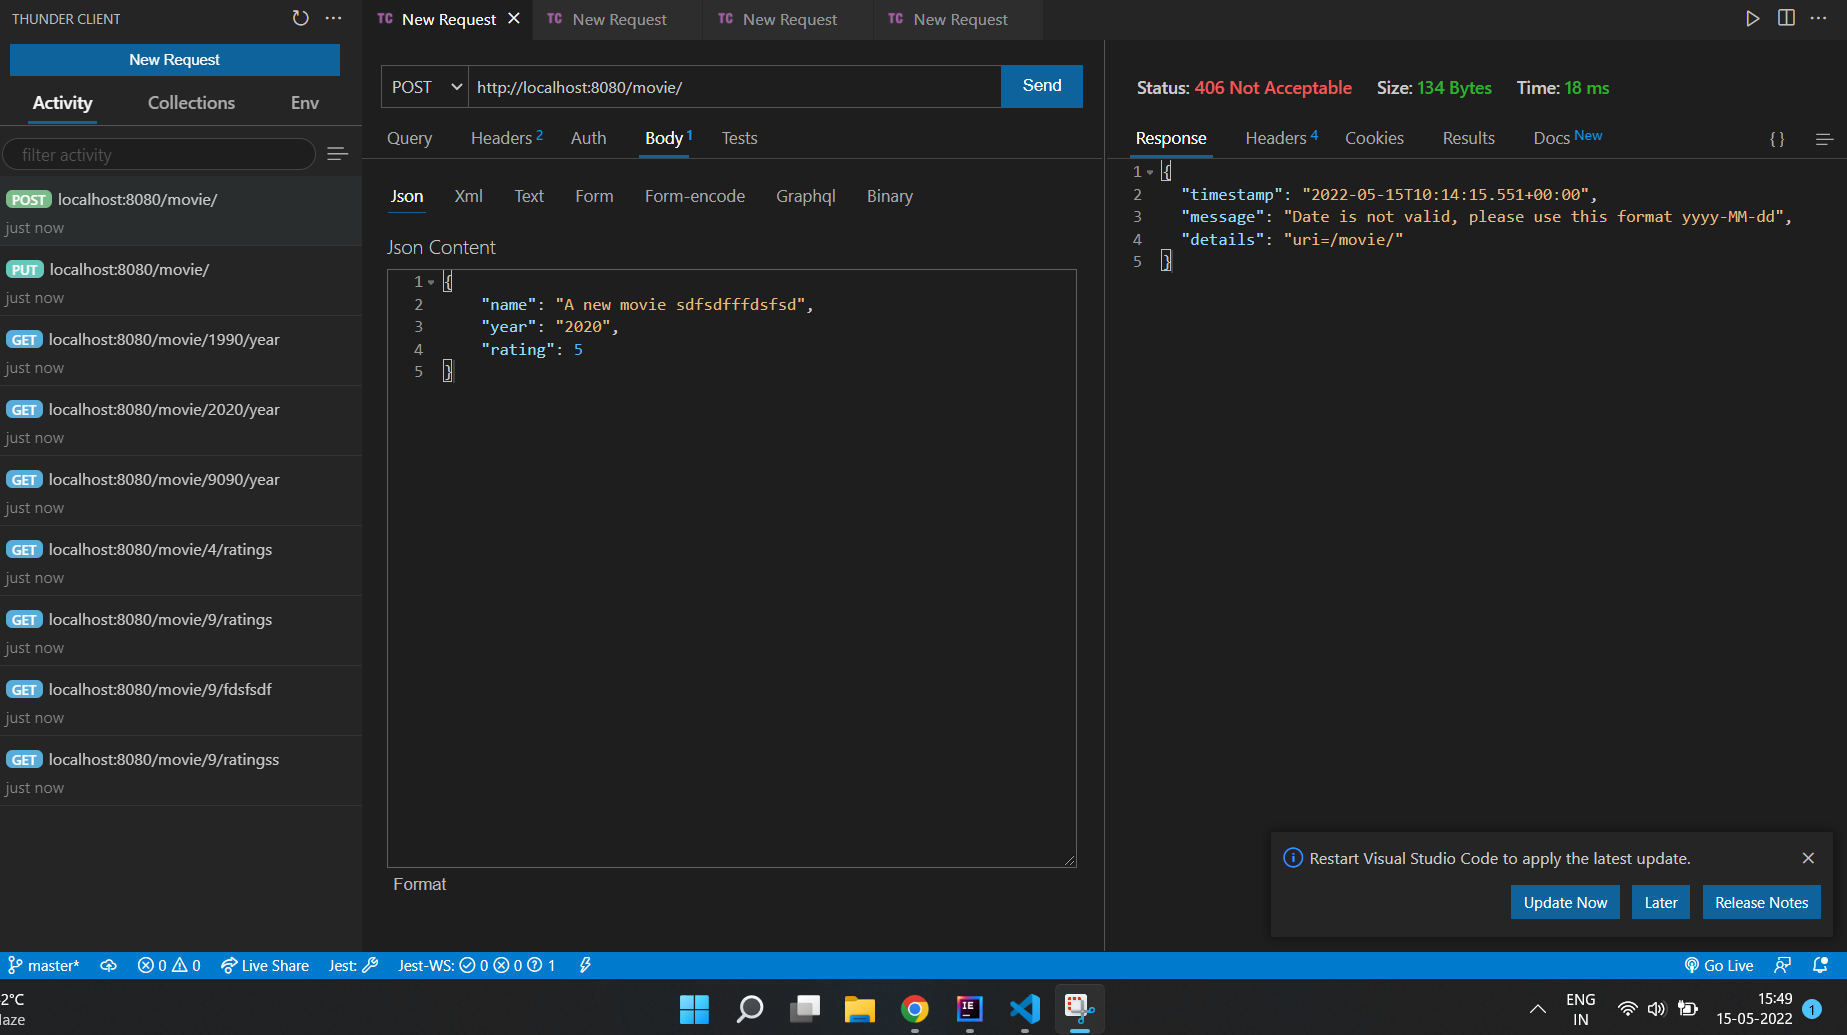 THUNDER CLIENT
New Request
Activity Collections Env
filter activity
POST localhost:8080/movie/
just now
PUT localhost:8080/movie/
just now
GET localhost:8080/movie/1990/year
just now
GET localhost:8080/movie/2020/year
just now
GET localhost:8080/movie/9090/year
just now
GET localhost:8080/movie/4/ratings
just now
GET localhost:8080/movie/9/ratings
just now
GET localhost:8080/movie/9/fdsfsdf
just now
GET localhost:8080/movie/9/ratingss
just now
TC New Request TC New Request TC New Request TC New Request
POST http://localhost:8080/movie/ Send
Query Headers 2 Auth Body 1 Tests
Json Xml Text Form Form-encode Graphql Binary
Json Content
1 {
2 "name": "A new movie sdfsdfffdsfsd",
3 "year": "2020",
4 "rating": 5
5 }
Format
Status: 406 Not Acceptable Size: 134 Bytes Time: 18 ms
Response Headers 4 Cookies Results Docs New {}
1 {
2 "timestamp": "2022-05-15T10:14:15.551+00:00",
3 "message": "Date is not valid, please use this format yyyy-MM-dd",
4 "details": "uri=/movie/"
5 }
Restart Visual Studio Code to apply the latest update.
Update Now Later Release Notes
master* 0 0 Live Share Jest: Jest-WS: 0 0 1 Go Live
2°C
laze
IE
ENG
IN
15:49
15-05-2022
1